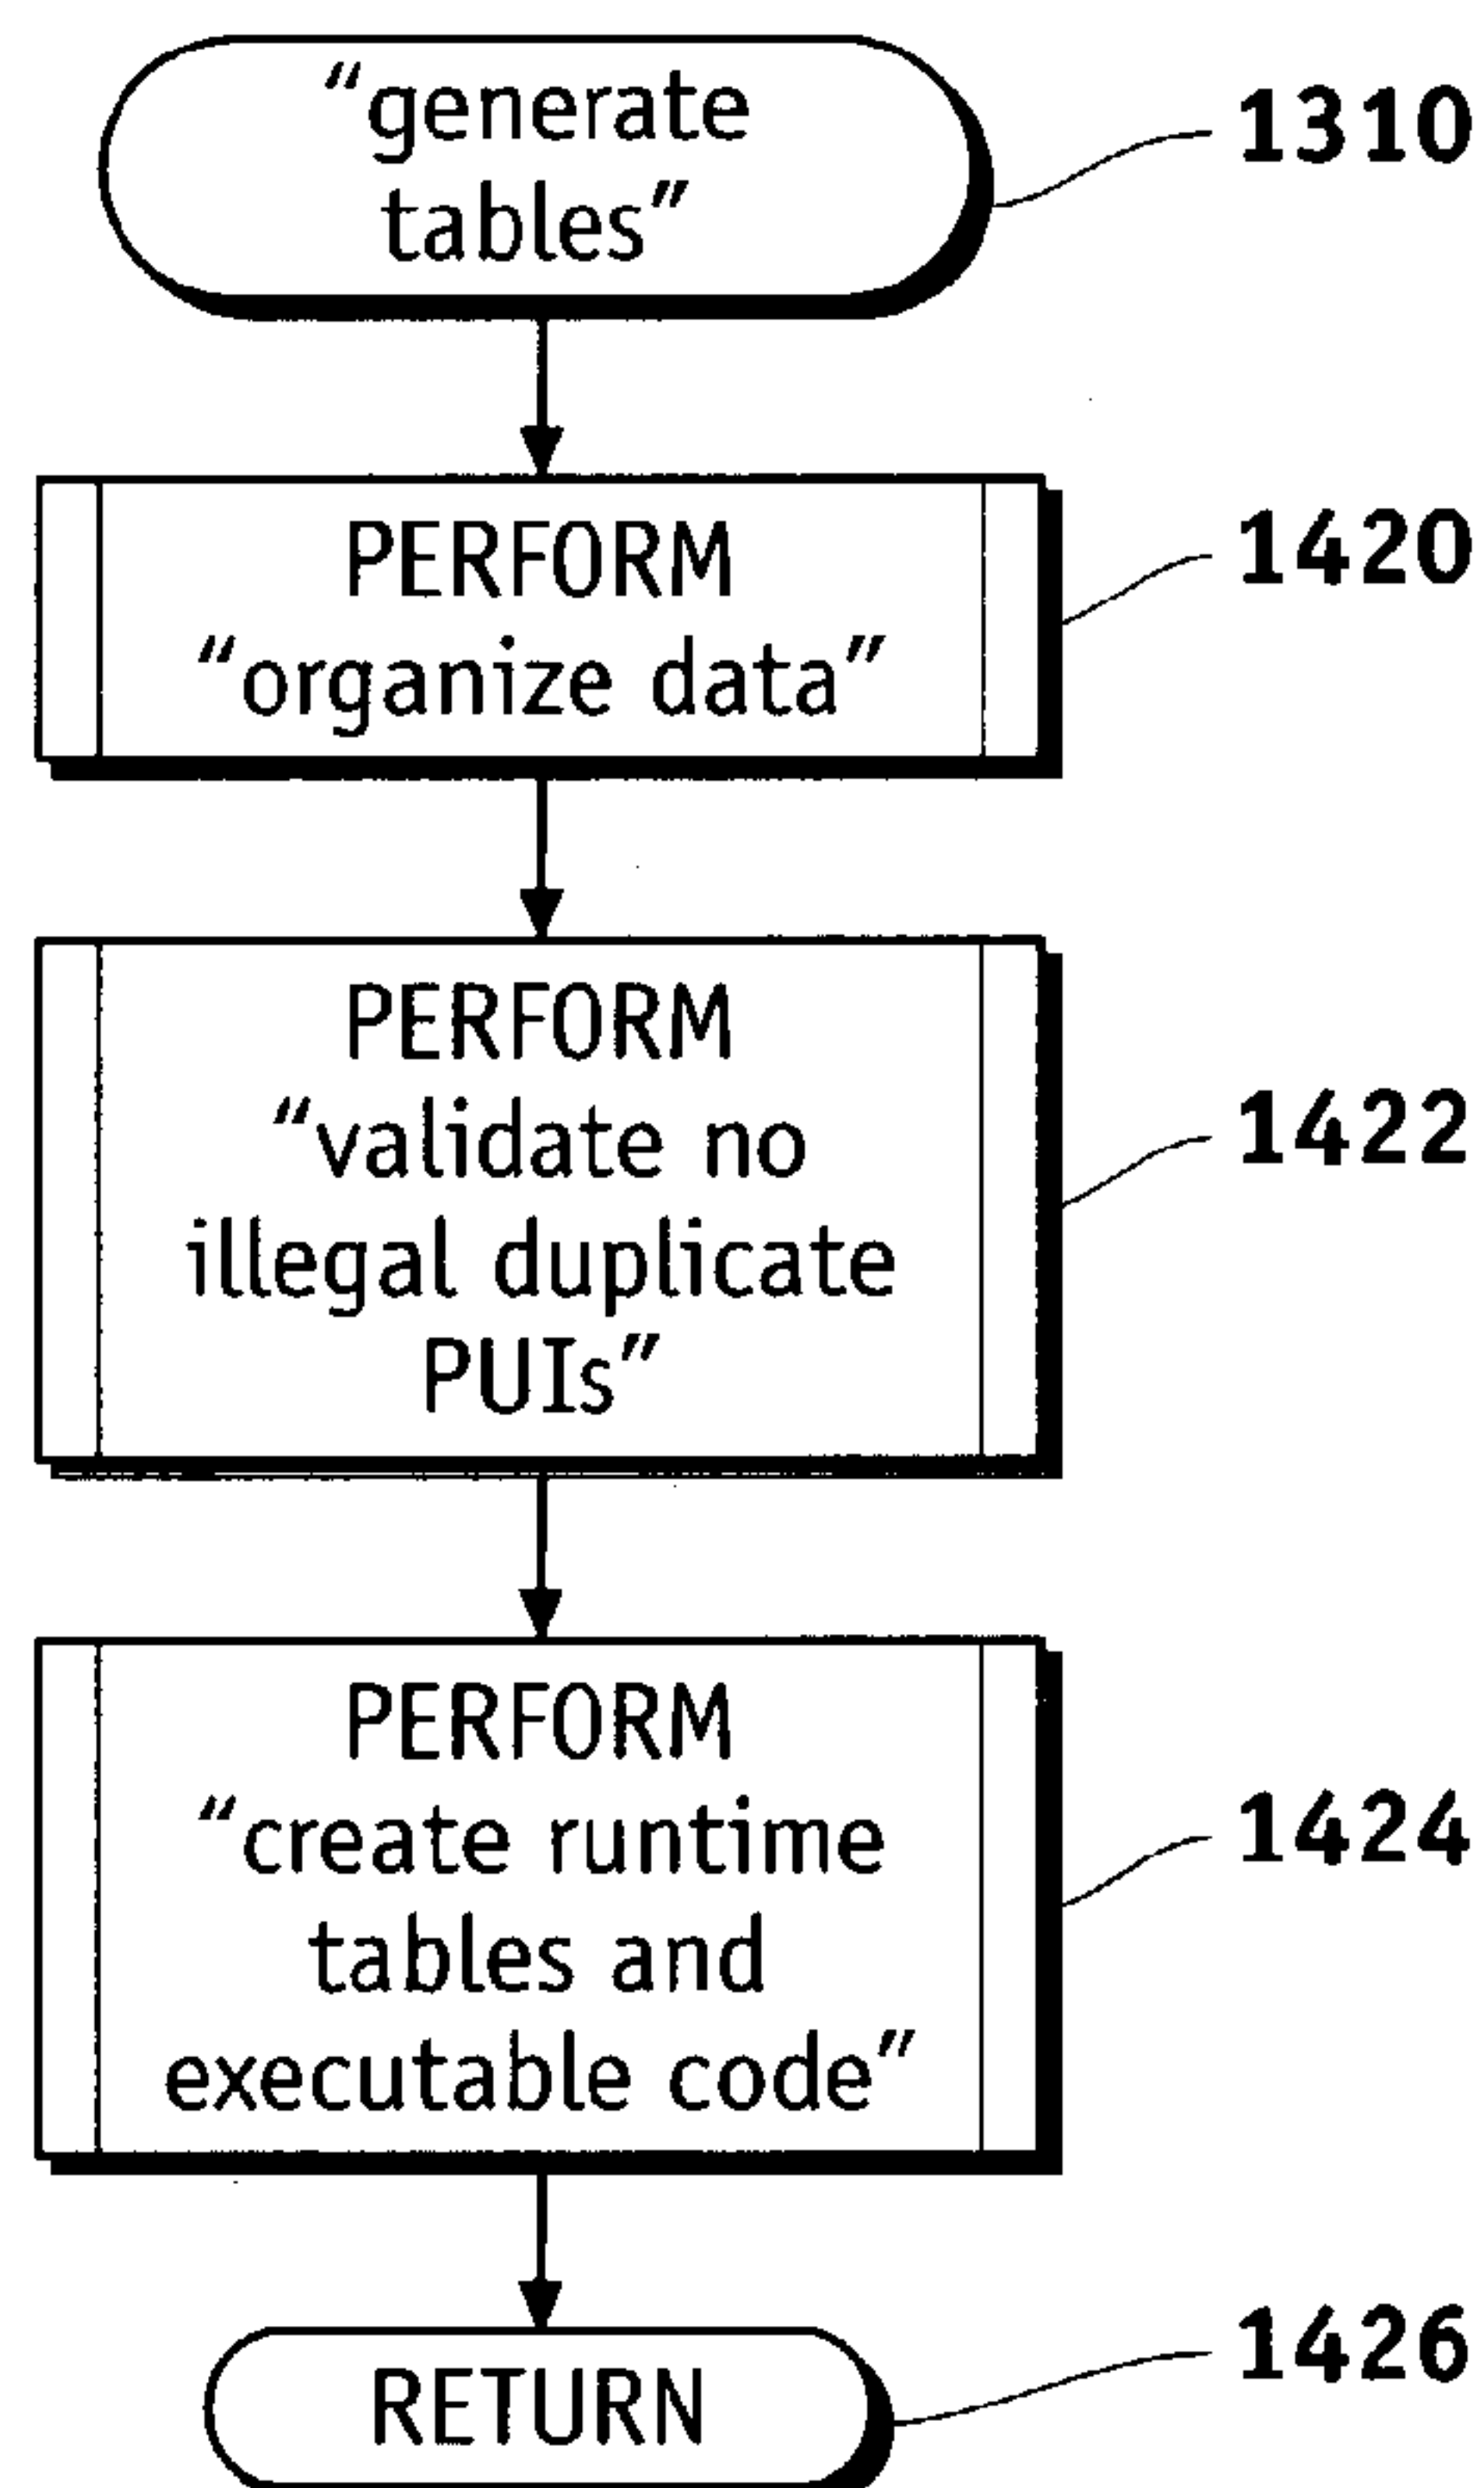 “generate
tables”
1310
PERFORM
“organize data”
1420
PERFORM
“validate no
illegal duplicate
PUIs”
1422
PERFORM
“create runtime
tables and
executable code”
1424
RETURN
1426